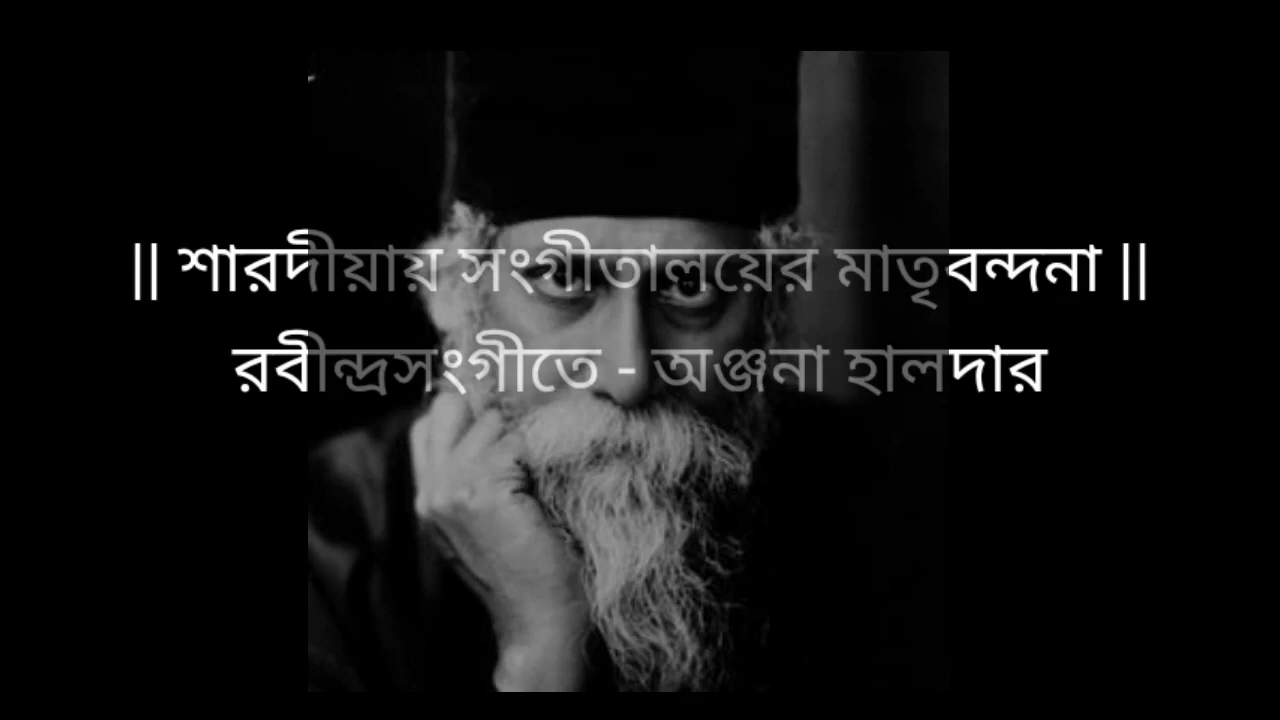 || শারদীয়ায় সংগীতালয়ের মাতৃবন্দনা ||
রবীন্দ্রসংগীতে - অঞ্জনা হালদার